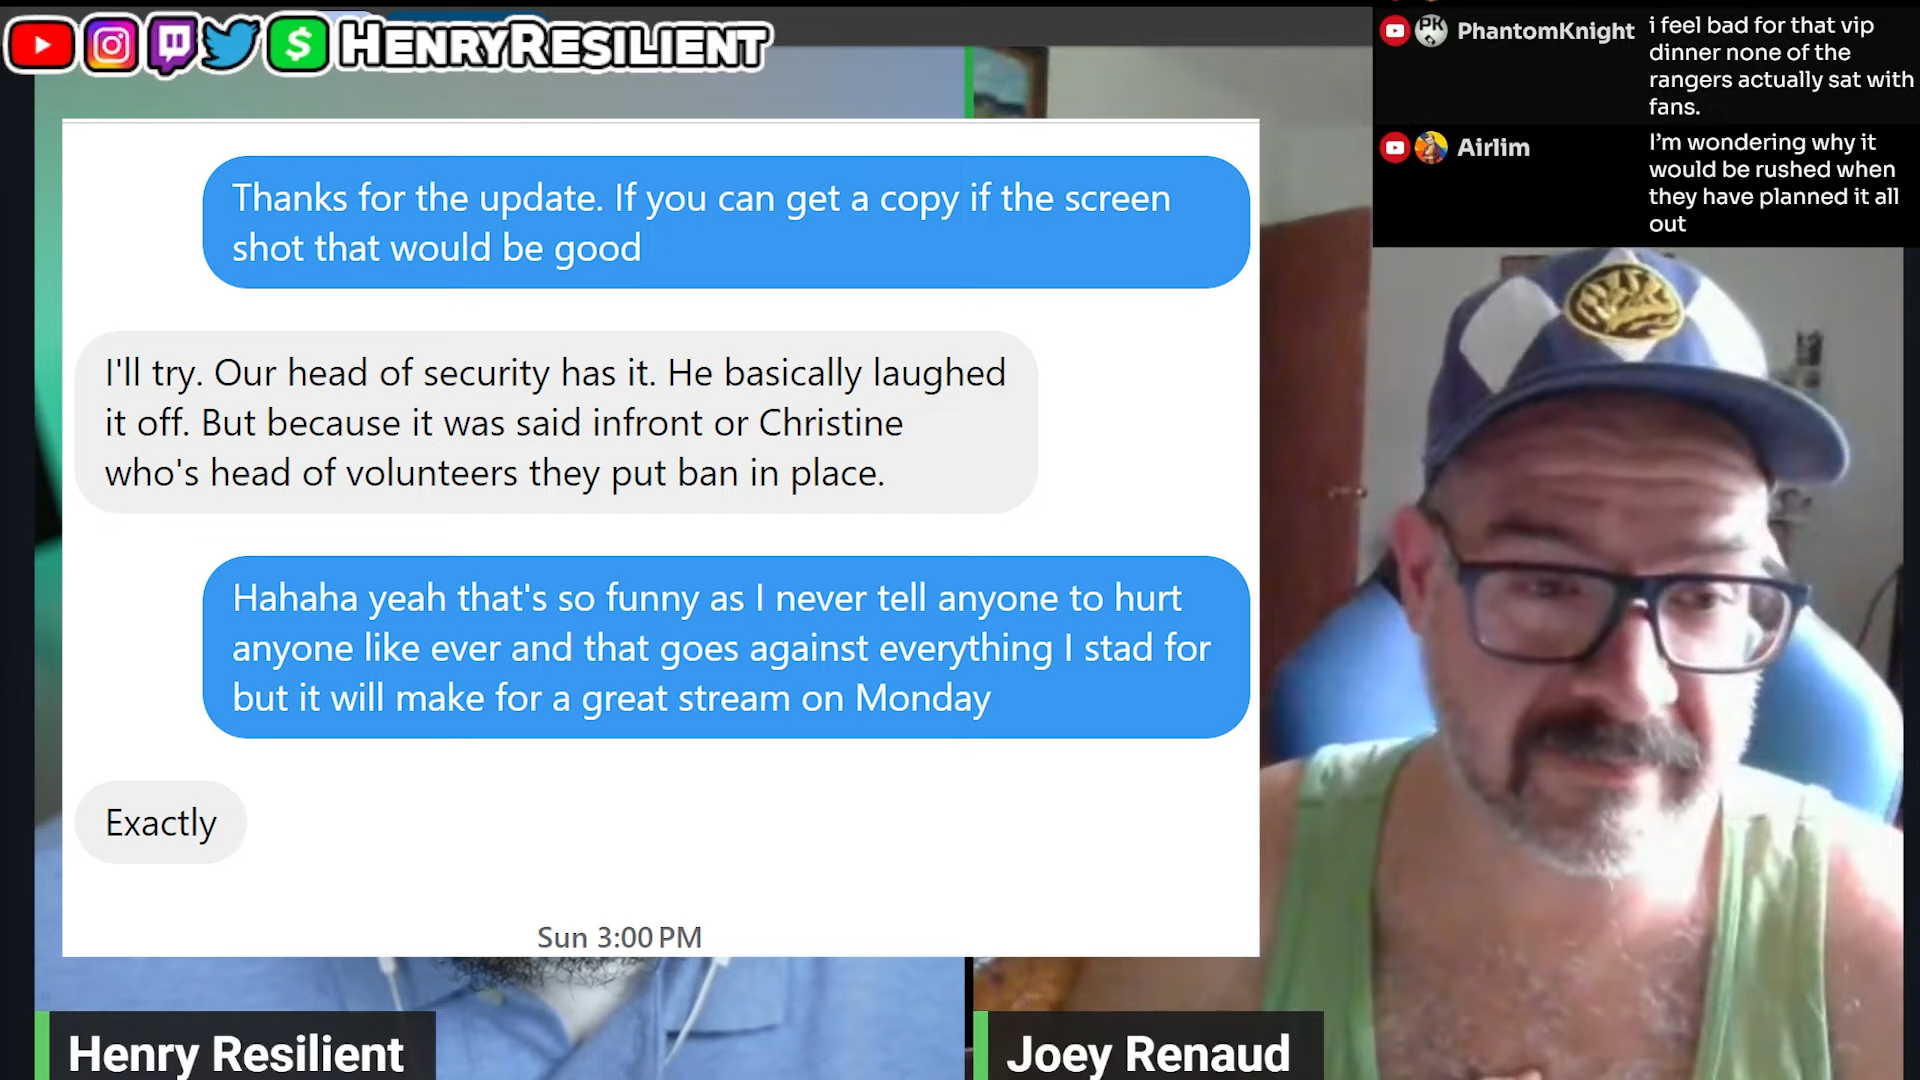 HENRYRESILIENT
PhantomKnight
i feel bad for that vip
dinner none of the
rangers actually sat with
fans.
Airlim
I'm wondering why it
would be rushed when
they have planned it all
out
Thanks for the update. If you can get a copy if the screen
shot that would be good
I'll try. Our head of security has it. He basically laughed
it off. But because it was said infront or Christine
who's head of volunteers they put ban in place.
Hahaha yeah that's so funny as I never tell anyone to hurt
anyone like ever and that goes against everything I stad for
but it will make for a great stream on Monday
Exactly
Sun 3:00 PM
Henry Resilient
Joey Renaud